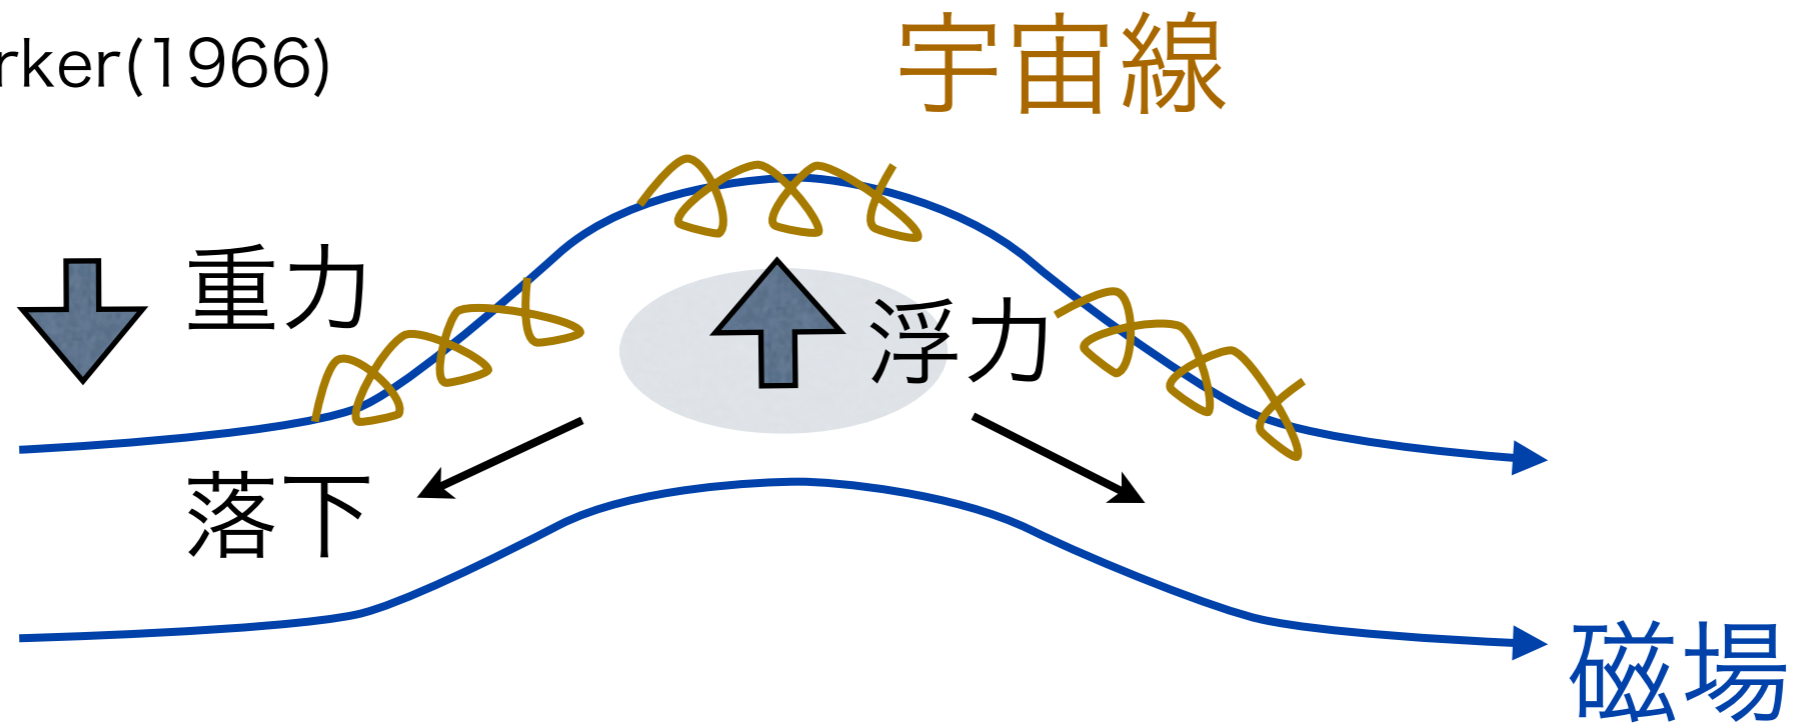 rker(1966)
宇宙線
重力
浮力
落下
磁場